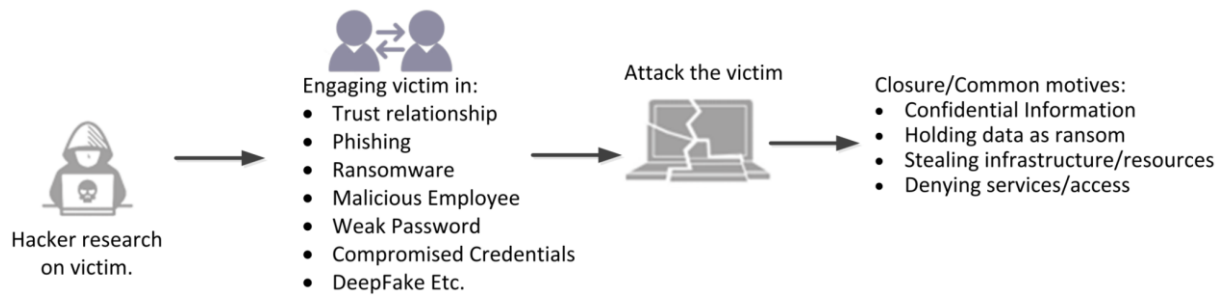 Hacker research
on victim.
Engaging victim in:
• Trust relationship
• Phishing
• Ransomware
• Malicious Employee
• Weak Password
• Compromised Credentials
• DeepFake Etc.
Attack the victim
Closure/Common motives:
• Confidential Information
• Holding data as ransom
• Stealing infrastructure/resources
• Denying services/access